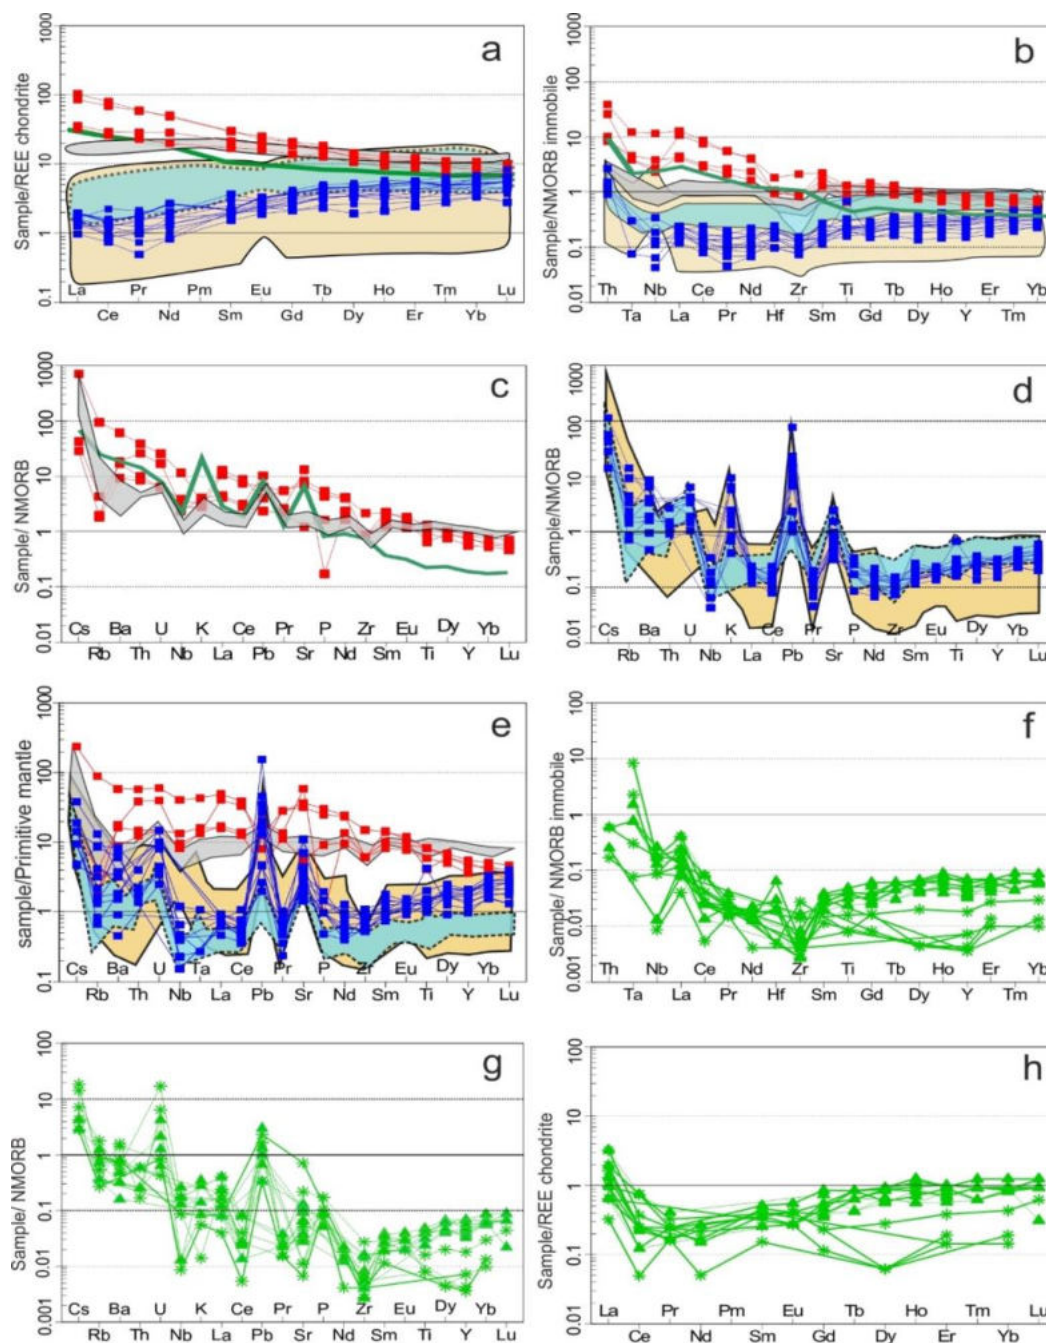 a
Sample/REE chondrite
1000
100
10
1
0.1
La Pr Pm Eu Tb Ho Tm Lu
Ce Nd Sm Gd Dy Er Yb
b
Sample/NMORB immobile
1000
100
10
1
0.1
0.01
Th Nb Ce Nd Zr Ti Tb Ho Er Yb
Ta La Pr Hf Sm Gd Dy Y Tm
c
Sample/ NMORB
1000
100
10
1
0.1
0.01
Cs Ba U K Ce Pr P Zr Eu Dy Yb
Rb Th Nb La Pb Sr Nd Sm Ti Y Lu
d
Sample/NMORB
1000
100
10
1
0.1
0.01
Cs Ba U K Ce Pr P Zr Eu Dy Yb
Rb Th Nb La Pb Sr Nd Sm Ti Y Lu
e
sample/Primitive mantle
1000
100
10
1
0.1
Cs Ba U Ta Ce Pr P Zr Eu Dy Yb
Rb Th Nb La Pb Sr Nd Sm Ti Y Lu
f
Sample/ NMORB immobile
100
10
1
0.1
0.01
0.001
Th Nb Ce Nd Zr Ti Tb Ho Er Yb
Ta La Pr Hf Sm Gd Dy Y Tm
g
Sample/ NMORB
100
10
1
0.1
0.01
0.001
Cs Ba U K Ce Pr P Zr Eu Dy Yb
Rb Th Nb La Pb Sr Nd Sm Ti Y Lu
h
Sample/REE chondrite
100
10
1
0.1
0.01
La Pr Pm Eu Tb Ho Tm Lu
Ce Nd Sm Gd Dy Er Yb